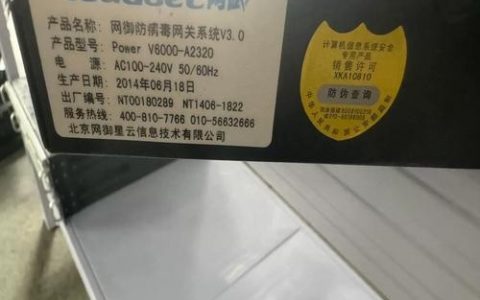 产品名称：网御防病毒网关系统V3.0
产品型号：Power V6000-A2320
电 源：AC100-240V 50/60Hz
生产日期：2014年06月18日
出厂编号：NT00180289 NT1406-1822
服务热线：400-810-7766 010-56632666
北京网御星云信息技术有限公司
计算机信息系统安全
专用产品
销售许可
XKA10810
防伪查询